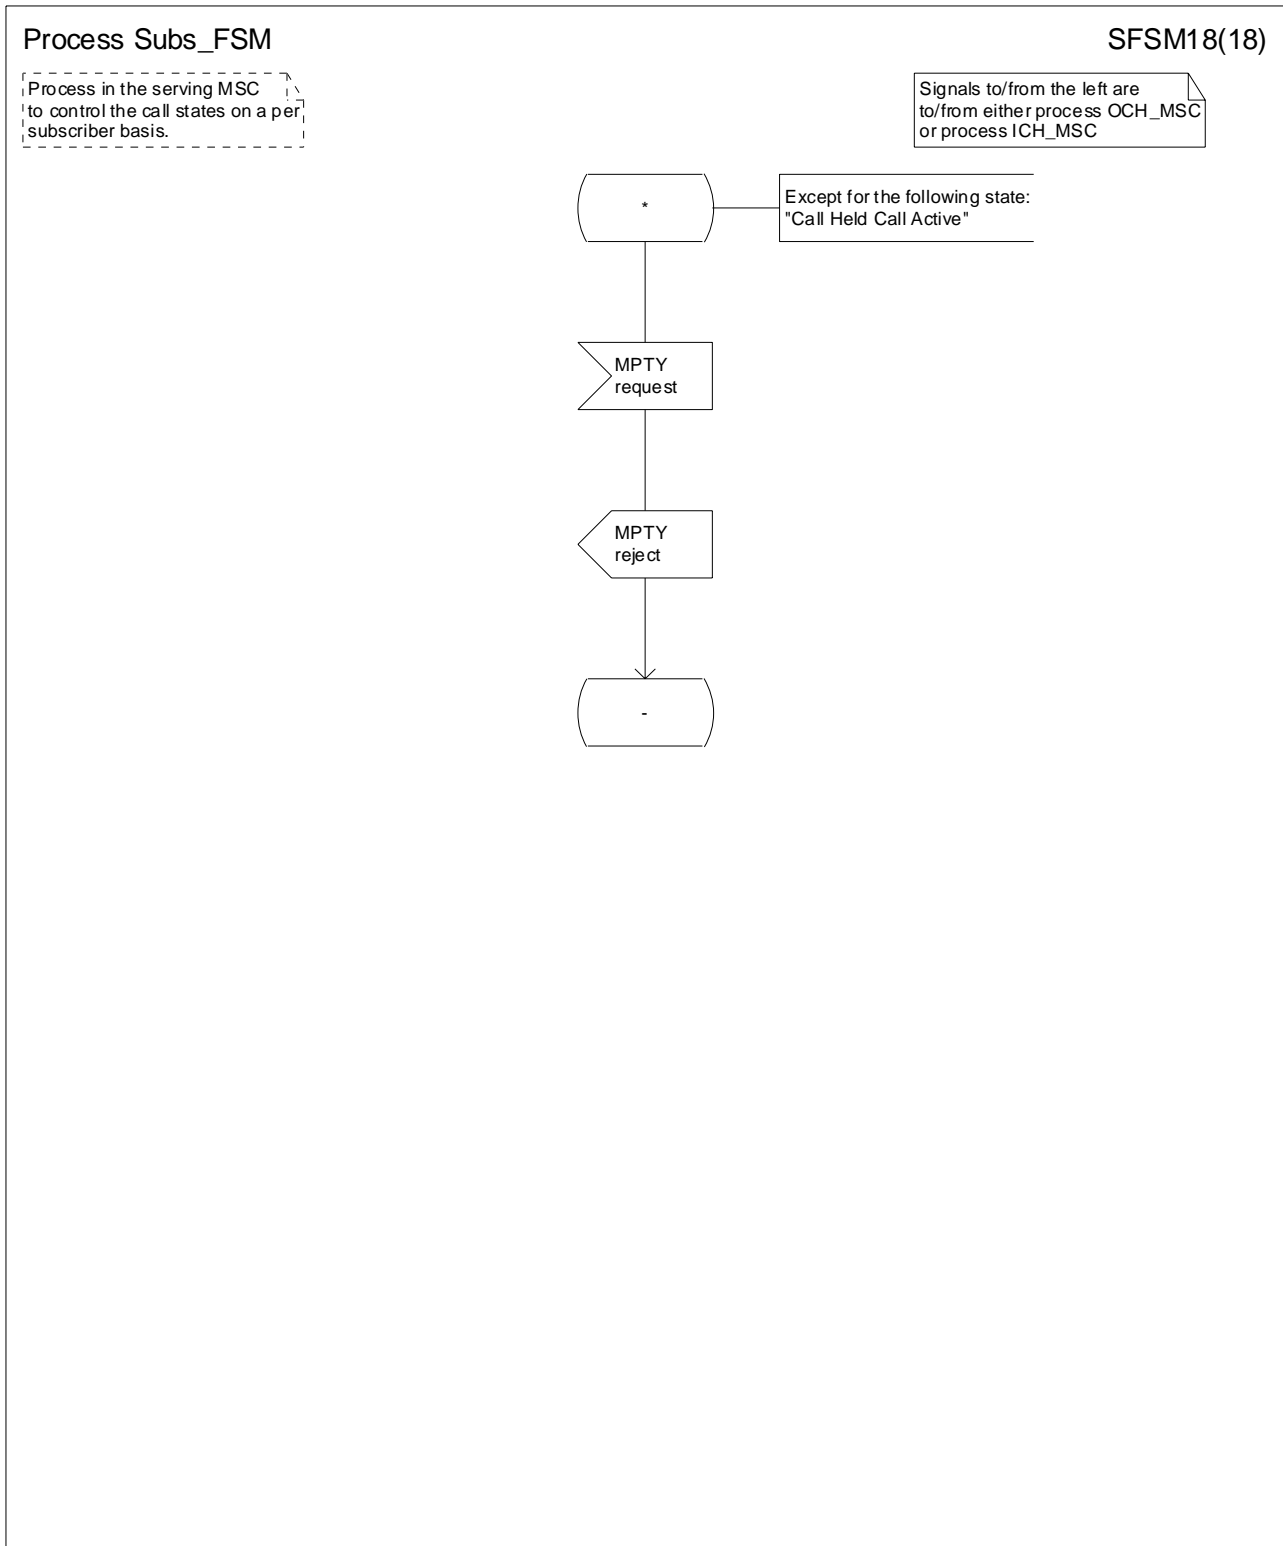 Process Subs_FSM
SFSM18(18)
Process in the serving MSC
to control the call states on a per
subscriber basis.
Signals to/from the left are
to/from either process OCH_MSC
or process ICH_MSC
*
Except for the following state:
"Call Held Call Active"
MPTY
request
MPTY
reject
-